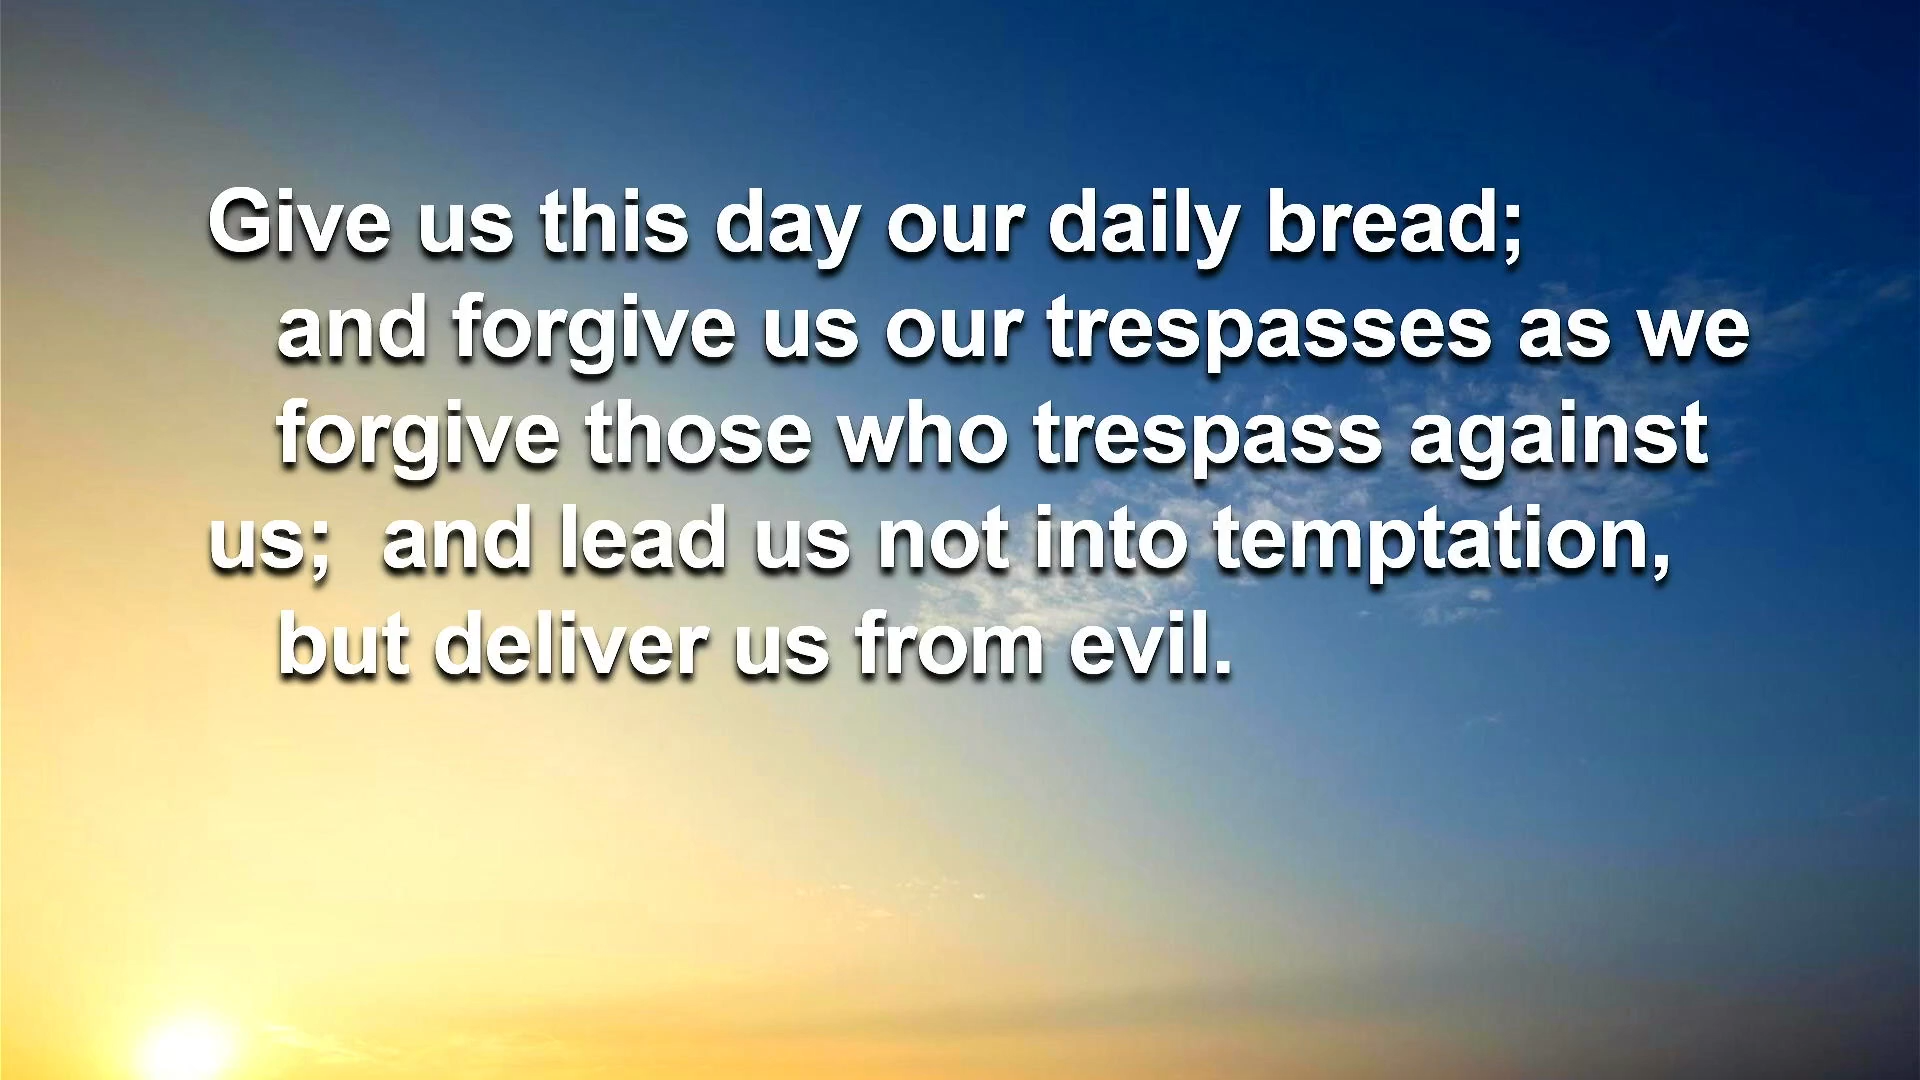 Give us this day our daily bread;
and forgive us our trespasses as we
forgive those who trespass against
us;  and lead us not into temptation,
but deliver us from evil.